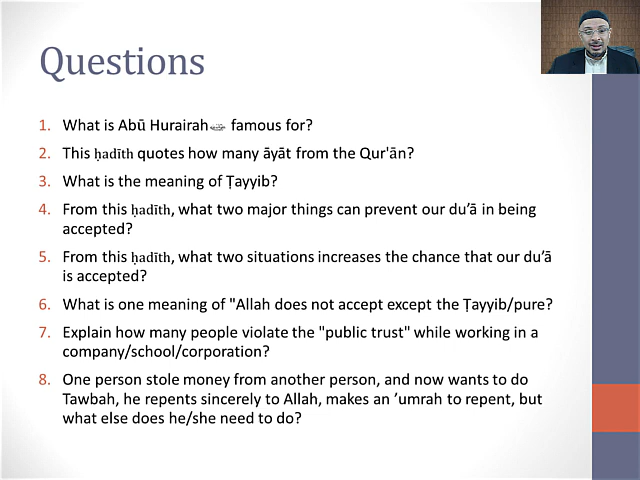 Questions
1. What is Abū Hurairah famous for?
2. This ḥadīth quotes how many āyāt from the Qur'ān?
3. What is the meaning of Ṭayyib?
4. From this ḥadīth, what two major things can prevent our du’ā in being
accepted?
5. From this ḥadīth, what two situations increases the chance that our du’ā
is accepted?
6. What is one meaning of "Allah does not accept except the Ṭayyib/pure?
7. Explain how many people violate the "public trust" while working in a
company/school/corporation?
8. One person stole money from another person, and now wants to do
Tawbah, he repents sincerely to Allah, makes an ’umrah to repent, but
what else does he/she need to do?